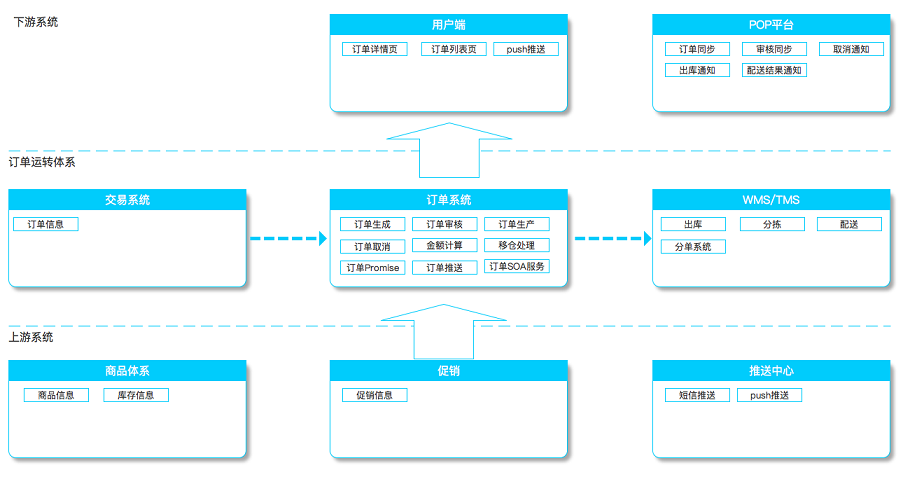 下游系统
用户端
订单详情页 订单列表页 push推送
POP平台
订单同步 审核同步 取消通知
出库通知 配送结果通知
订单运转体系
交易系统
订单信息
订单系统
订单生成 订单审核 订单生产
订单取消 金额计算 移仓处理
订单Promise 订单推送 订单SOA服务
WMS/TMS
出库 分拣 配送
分单系统
上游系统
商品体系
商品信息 库存信息
促销
促销信息
推送中心
短信推送 push推送